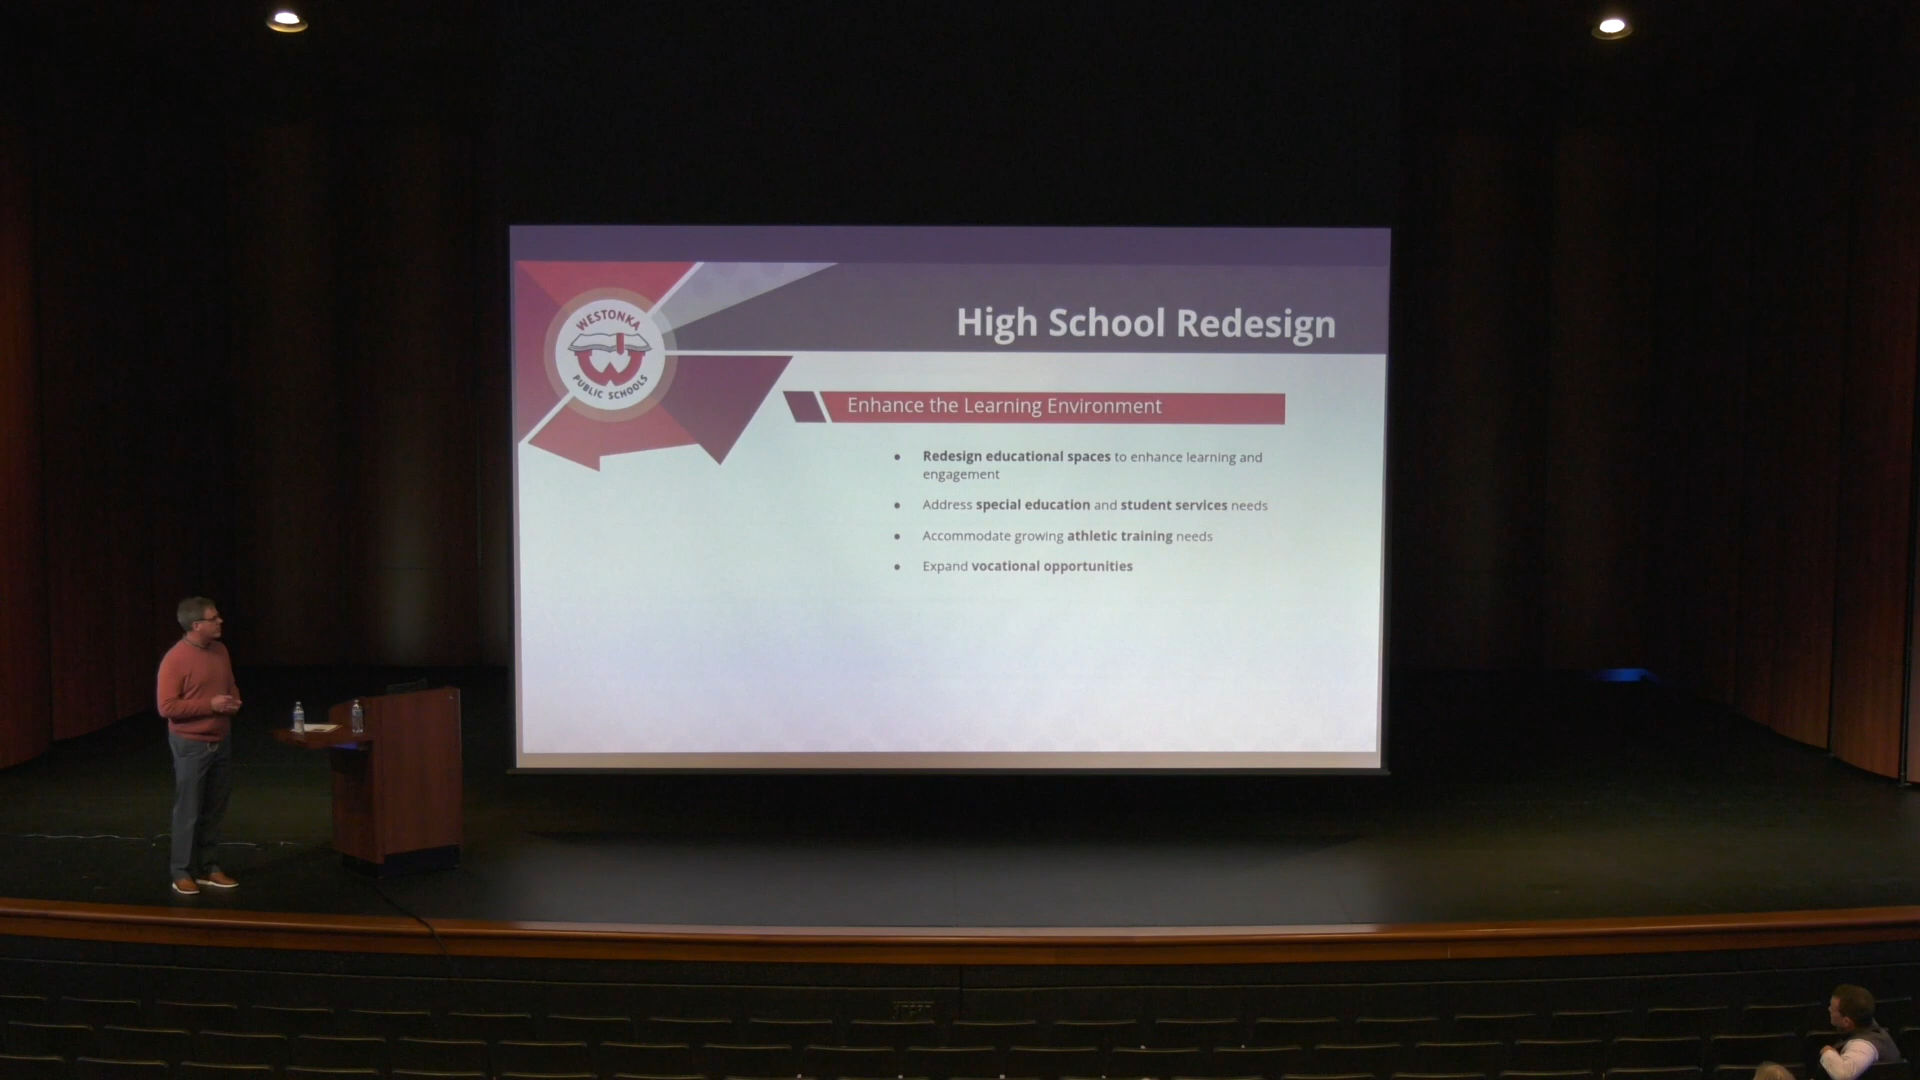 WESTONKA
PUBLIC SCHOOLS
High School Redesign
Enhance the Learning Environment
● Redesign educational spaces to enhance learning and
engagement
● Address special education and student services needs
● Accommodate growing athletic training needs
● Expand vocational opportunities